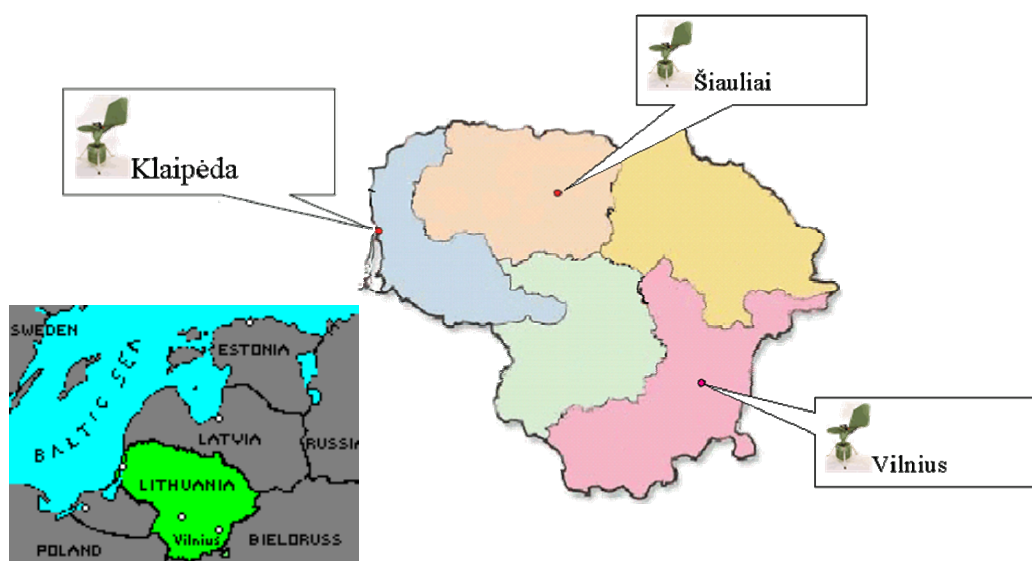 Šiauliai
Klaipėda
Vilnius
SWEDEN
ESTONIA
BALTIC SEA
LATVIA
RUSSIA
LITHUANIA
Vilnius
POLAND
BIELORUSS